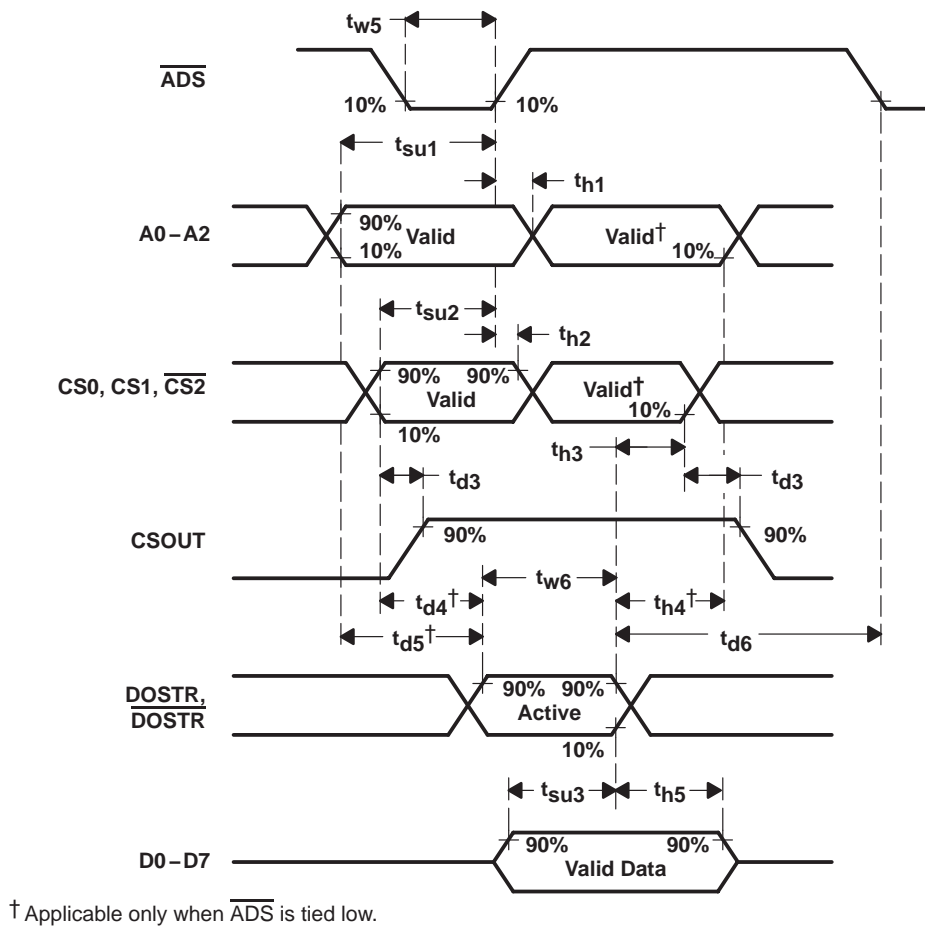 tw5
ADS
10% 10%
tsu1
th1
A0–A2
90%
Valid
10%
Valid†
10%
tsu2
th2
CS0, CS1, CS2
90% 90%
Valid
Valid†
10%
10%
th3
td3 td3
CSOUT
90% 90%
tw6
td4† th4†
td5† td6
DOSTR,
DOSTR
90% 90%
Active
10%
tsu3 th5
D0–D7
90% 90%
Valid Data
† Applicable only when ADS is tied low.